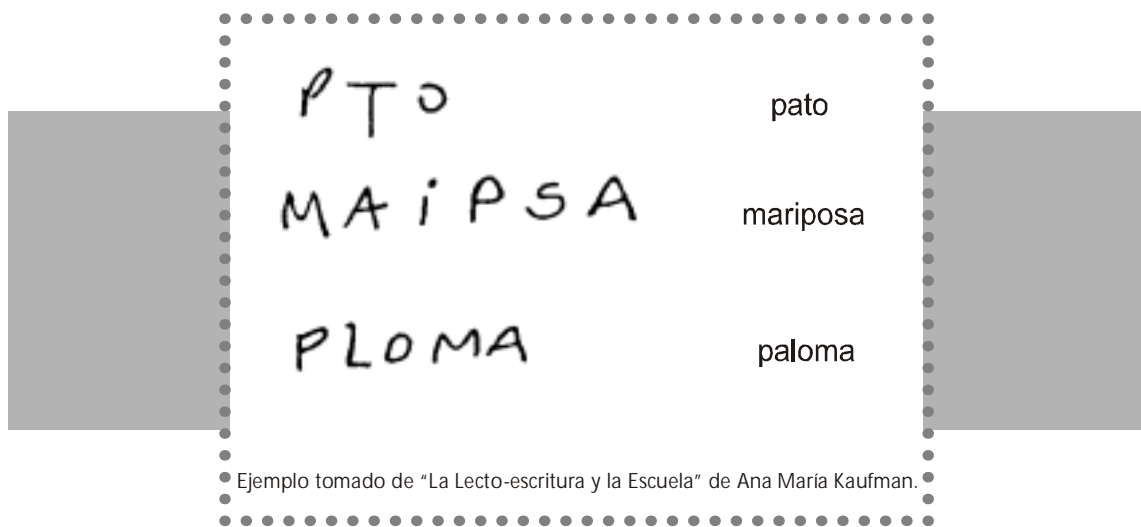 PTO pato
MAiPSA mariposa
PLOMA paloma
Ejemplo tomado de “La Lecto-escritura y la Escuela” de Ana María Kaufman.